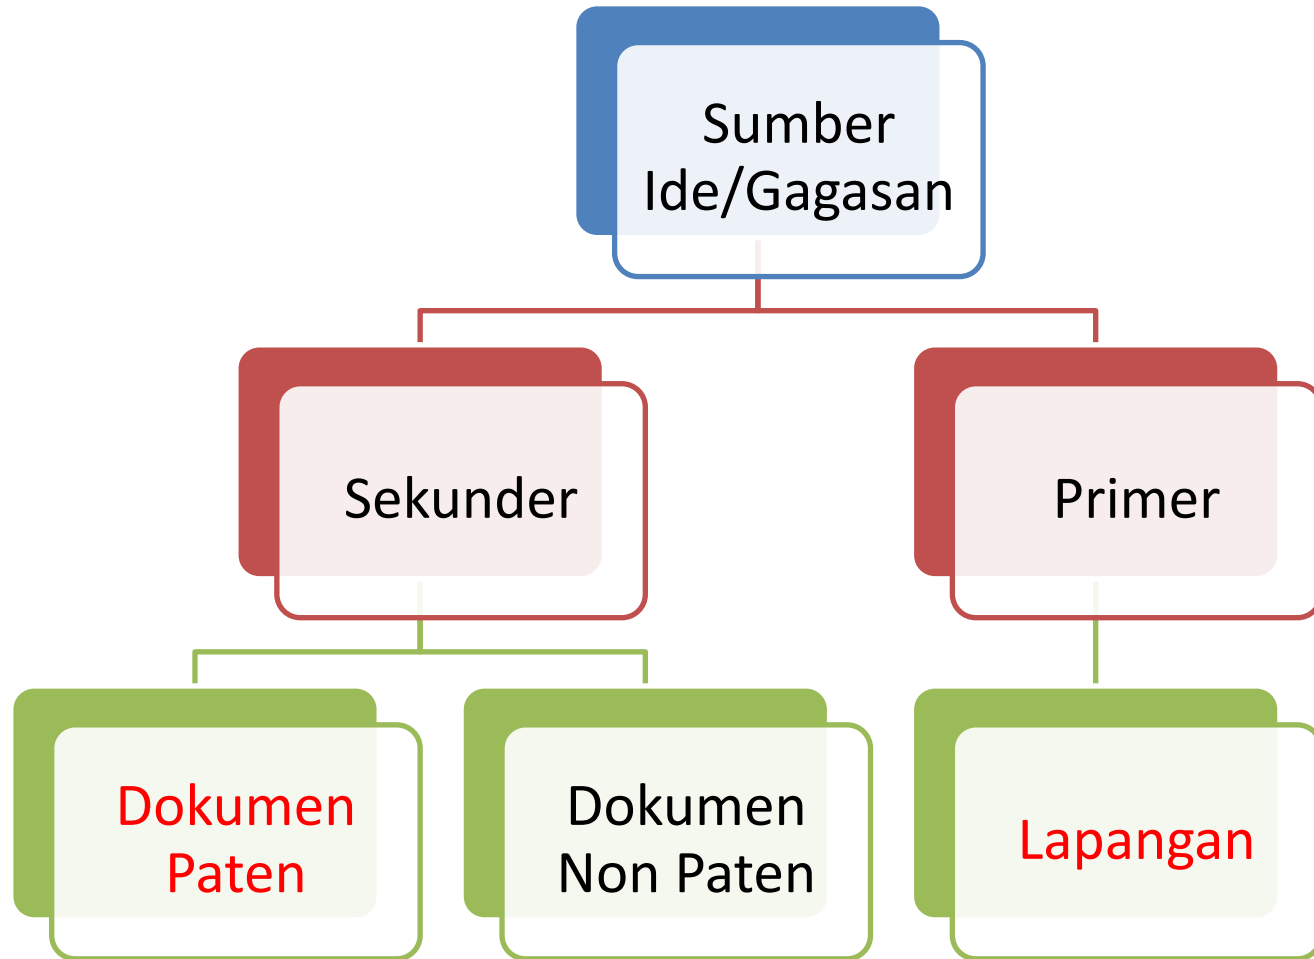 Sumber
Ide/Gagasan
Sekunder
Primer
Dokumen
Paten
Dokumen
Non Paten
Lapangan